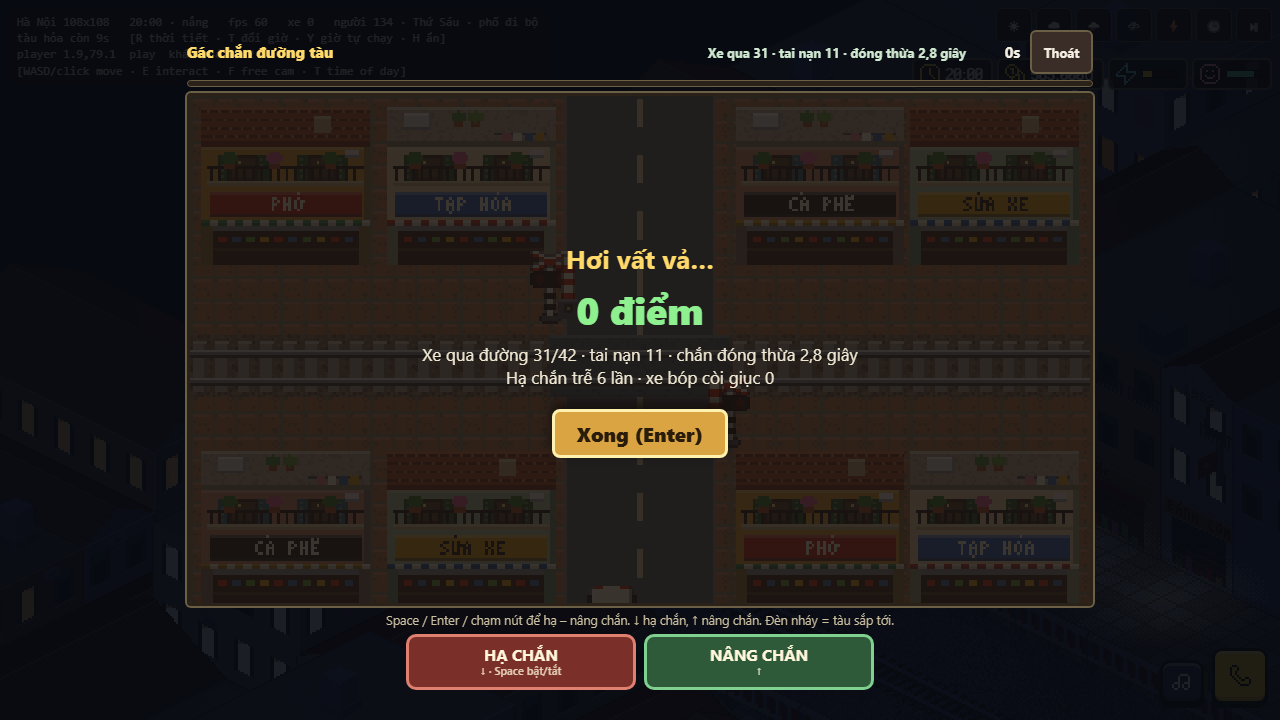 Hà Nội 108x108 20:00 · nắng fps 60 xe 0 người 134 · Thứ Sáu · phố đi bộ
tàu hỏa còn 9s [R thời tiết · T đổi giờ · Y giờ tự chạy · H ẩn]
player 1.9,79.1 play
[WASD/click move · E interact · F free cam · T time of day]
Gác chắn đường tàu
Xe qua 31 · tai nạn 11 · đóng thừa 2,8 giây
0s
Thoát
20:00
PHỞ
TẠP HÓA
CÀ PHÊ
SỬA XE
Hơi vất vả...
0 điểm
Xe qua đường 31/42 · tai nạn 11 · chắn đóng thừa 2,8 giây
Hạ chắn trễ 6 lần · xe bóp còi giục 0
Xong (Enter)
CÀ PHÊ
SỬA XE
PHỞ
TẠP HÓA
Space / Enter / chạm nút để hạ – nâng chắn. ↓ hạ chắn, ↑ nâng chắn. Đèn nháy = tàu sắp tới.
HẠ CHẮN
↓ · Space bật/tắt
NÂNG CHẮN
↑